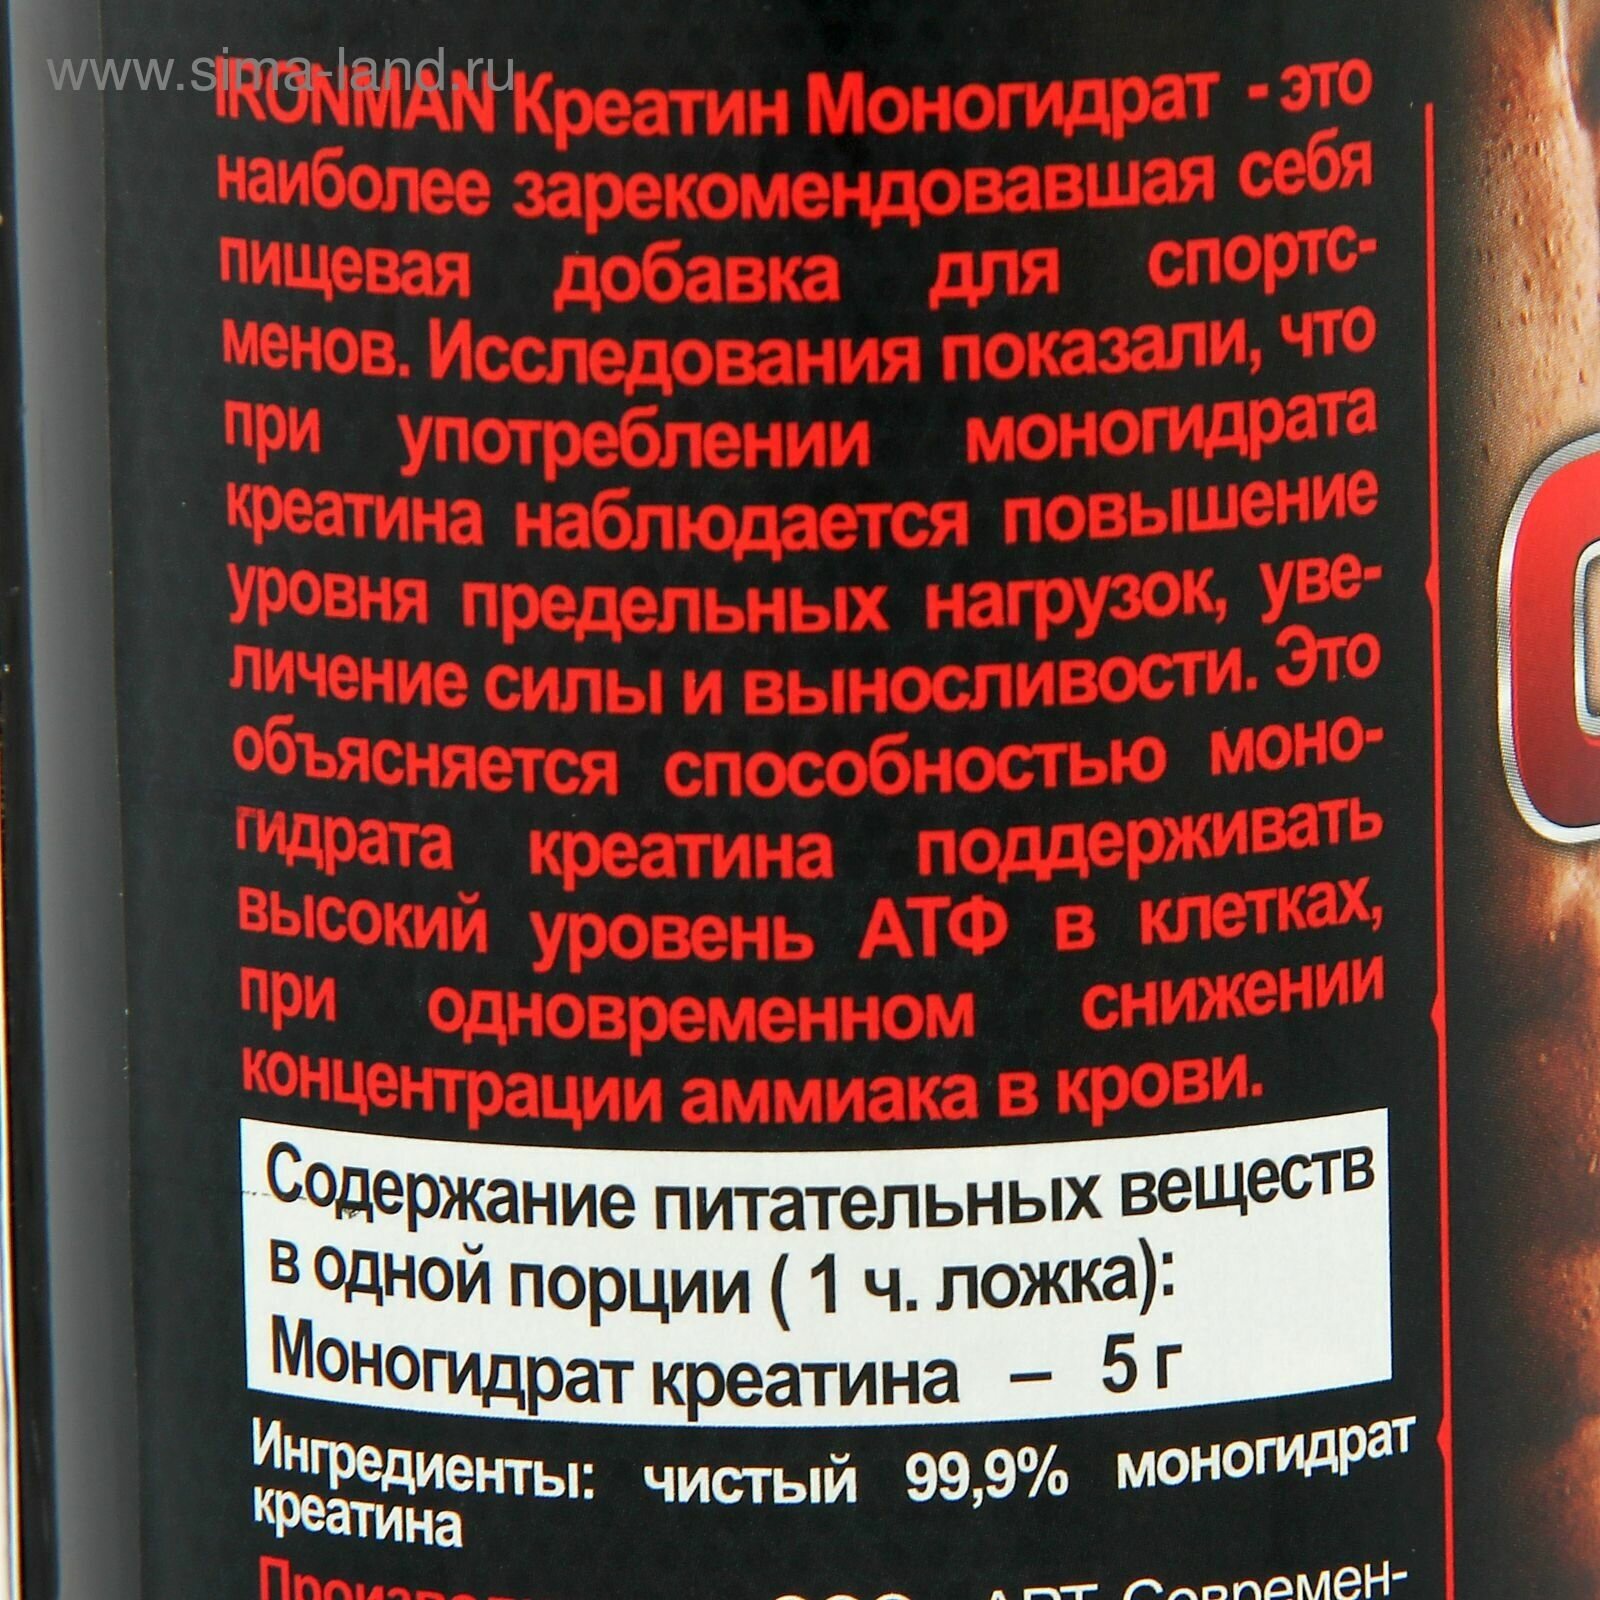 www.sima-land.ru
IRONMAN Креатин Моногидрат - это
наиболее зарекомендовавшая себя
пищевая добавка для спортс-
менов. Исследования показали, что
при употреблении моногидрата
креатина наблюдается повышение
уровня предельных нагрузок, уве-
личение силы и выносливости. Это
объясняется способностью моно-
гидрата креатина поддерживать
высокий уровень АТФ в клетках,
при одновременном снижении
концентрации аммиака в крови.
Содержание питательных веществ
в одной порции ( 1 ч. ложка):
Моногидрат креатина – 5 г
Ингредиенты: чистый 99,9% моногидрат
креатина
АРТ Современ-